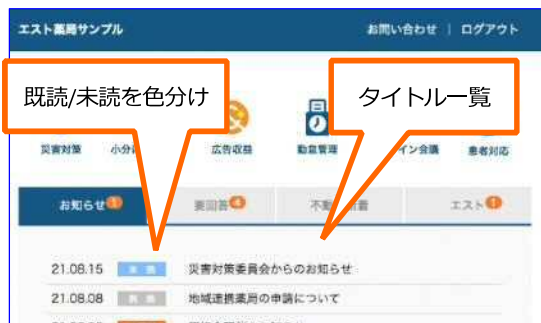 エスト薬局サンプル
お問い合わせ | ログアウト
既読/未読を色分け
タイトル一覧
災害対策
広告収益
勤怠管理
イン会議
患者対応
お知らせ
要回答
エスト
21.08.15
災害対策委員会からのお知らせ
21.08.08
地域連携薬局の申請について